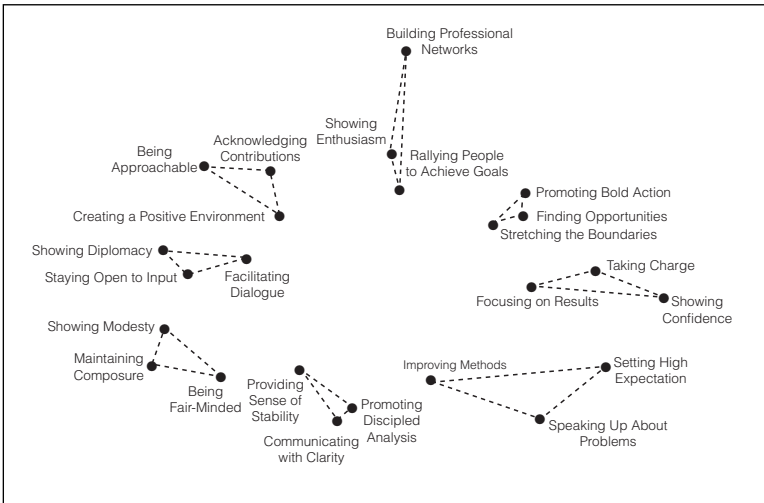 Building Professional
Networks
Showing
Enthusiasm
Rallying People
to Achieve Goals
Acknowledging
Contributions
Being
Approachable
Creating a Positive Environment
Promoting Bold Action
Finding Opportunities
Stretching the Boundaries
Showing Diplomacy
Staying Open to Input
Facilitating
Dialogue
Taking Charge
Focusing on Results
Showing
Confidence
Showing Modesty
Maintaining
Composure
Being
Fair-Minded
Providing
Sense of
Stability
Promoting
Discipled
Analysis
Communicating
with Clarity
Improving Methods
Setting High
Expectation
Speaking Up About
Problems